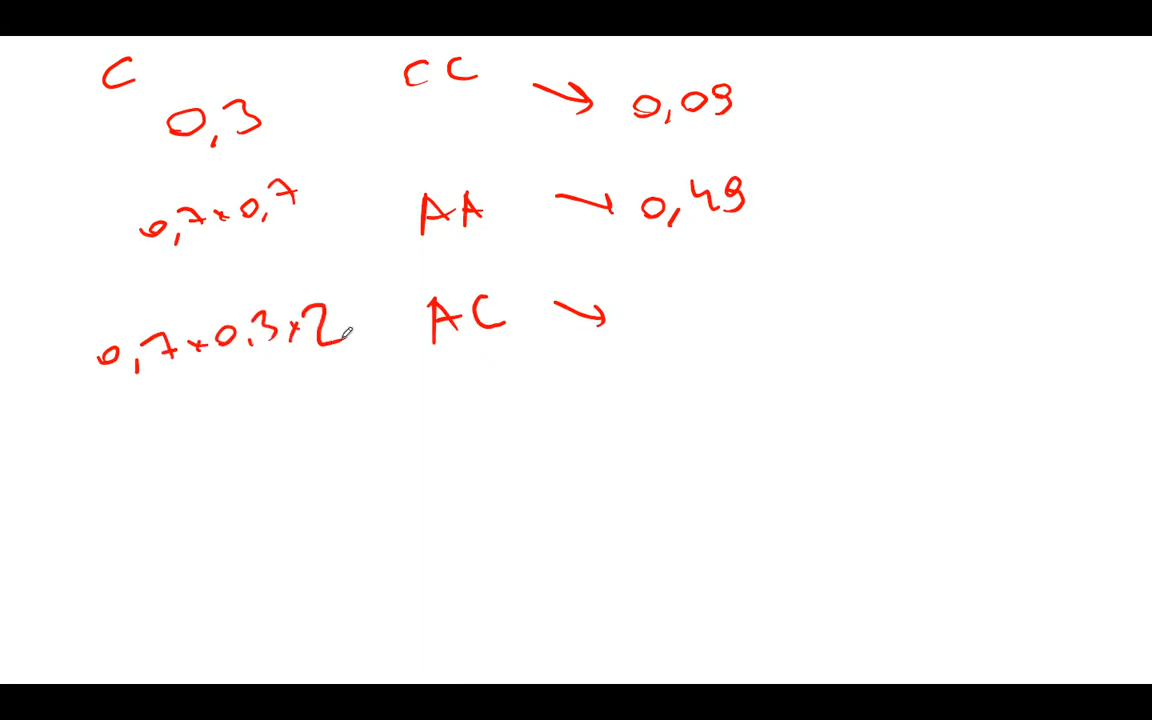 C CC → 0,09
0,3
0,7×0,7 AA → 0,49
0,7×0,3×2 AC →